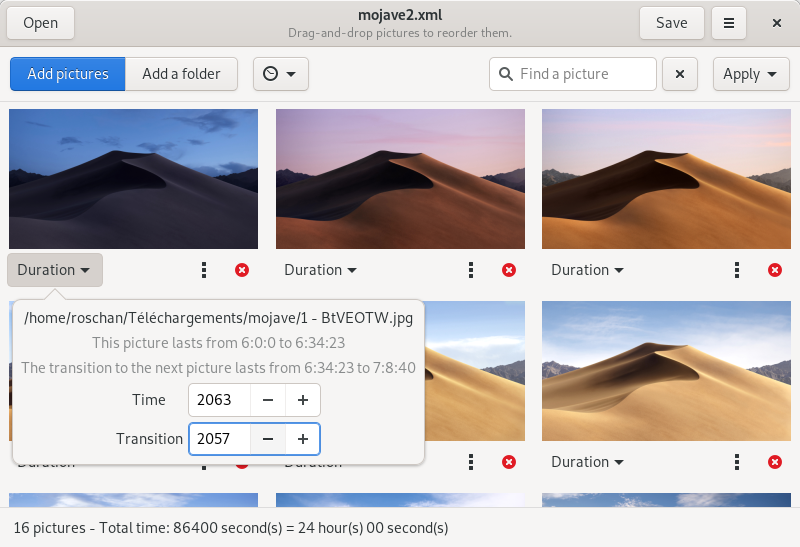 Open
mojave2.xml
Drag-and-drop pictures to reorder them.
Save
Add pictures
Add a folder
Find a picture
Apply
Duration
Duration
Duration
/home/roschan/Téléchargements/mojave/1 - BtVEOTW.jpg
This picture lasts from 6:0:0 to 6:34:23
The transition to the next picture lasts from 6:34:23 to 7:8:40
Time 2063
Transition 2057
Duration
Duration
Duration
16 pictures - Total time: 86400 second(s) = 24 hour(s) 00 second(s)